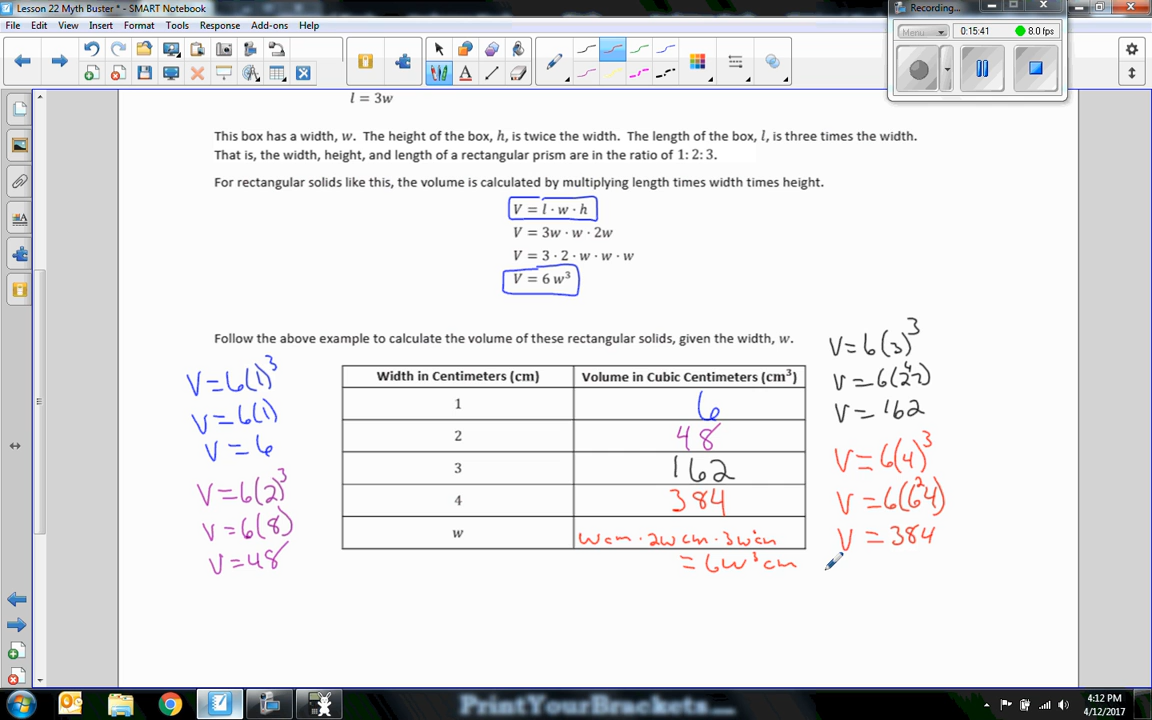 Lesson 22 Myth Buster * - SMART Notebook
Recording...
File Edit View Insert Format Tools Response Add-ons Help
Menu
0:15:41
8.0 fps
l = 3w
This box has a width, w. The height of the box, h, is twice the width. The length of the box, l, is three times the width.
That is, the width, height, and length of a rectangular prism are in the ratio of 1: 2: 3.
For rectangular solids like this, the volume is calculated by multiplying length times width times height.
V = l · w · h
V = 3w · w · 2w
V = 3 · 2 · w · w · w
V = 6 w³
Follow the above example to calculate the volume of these rectangular solids, given the width, w.
Width in Centimeters (cm) Volume in Cubic Centimeters (cm³)
1 6
2 48
3 162
4 384
w wcm · 2wcm · 3wcm
= 6w³cm
V=6(1)³
V=6(1)
V=6
V=6(2)³
V=6(8)
V=48
V=6(3)³
V=6(27)
V=162
V=6(4)³
V=6(64)
V=384
PrintYourBrackets.com
4:12 PM
4/12/2017